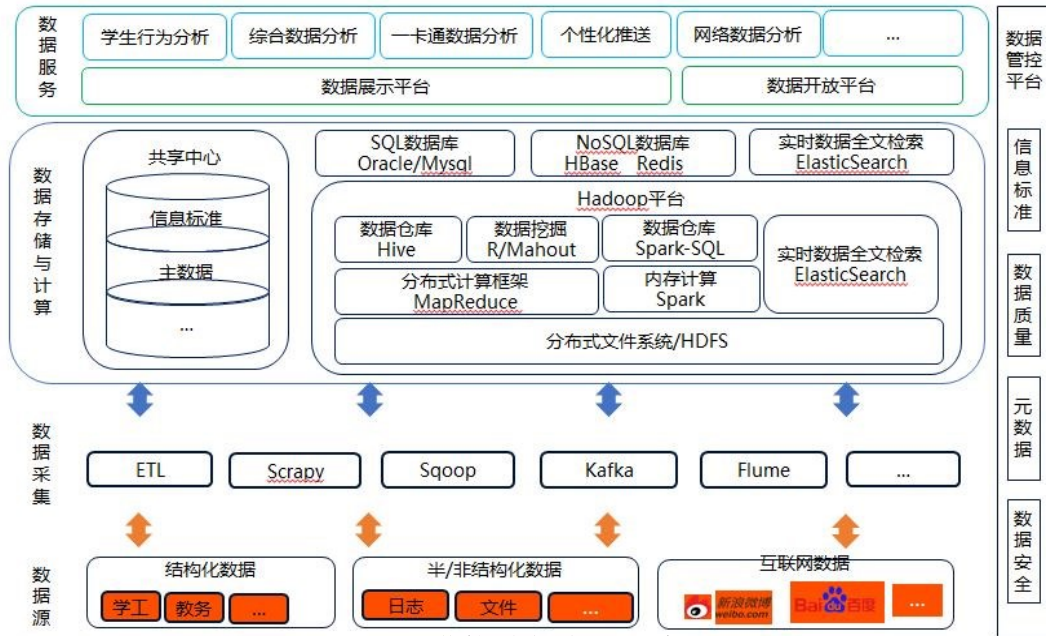 数据服务
学生行为分析
综合数据分析
一卡通数据分析
个性化推送
网络数据分析
...
数据展示平台
数据开放平台
数据存储与计算
共享中心
信息标准
主数据
...
SQL数据库
Oracle/Mysql
NoSQL数据库
HBase Redis
实时数据全文检索
ElasticSearch
Hadoop平台
数据仓库
Hive
数据挖掘
R/Mahout
数据仓库
Spark-SQL
实时数据全文检索
ElasticSearch
分布式计算框架
MapReduce
内存计算
Spark
分布式文件系统/HDFS
数据采集
ETL
Scrapy
Sqoop
Kafka
Flume
...
数据源
结构化数据
学工
教务
...
半/非结构化数据
日志
文件
...
互联网数据
新浪微博
weibo.com
Bai du 百度
...
数据
管控
平台
信息标准
数据质量
元数据
数据安全